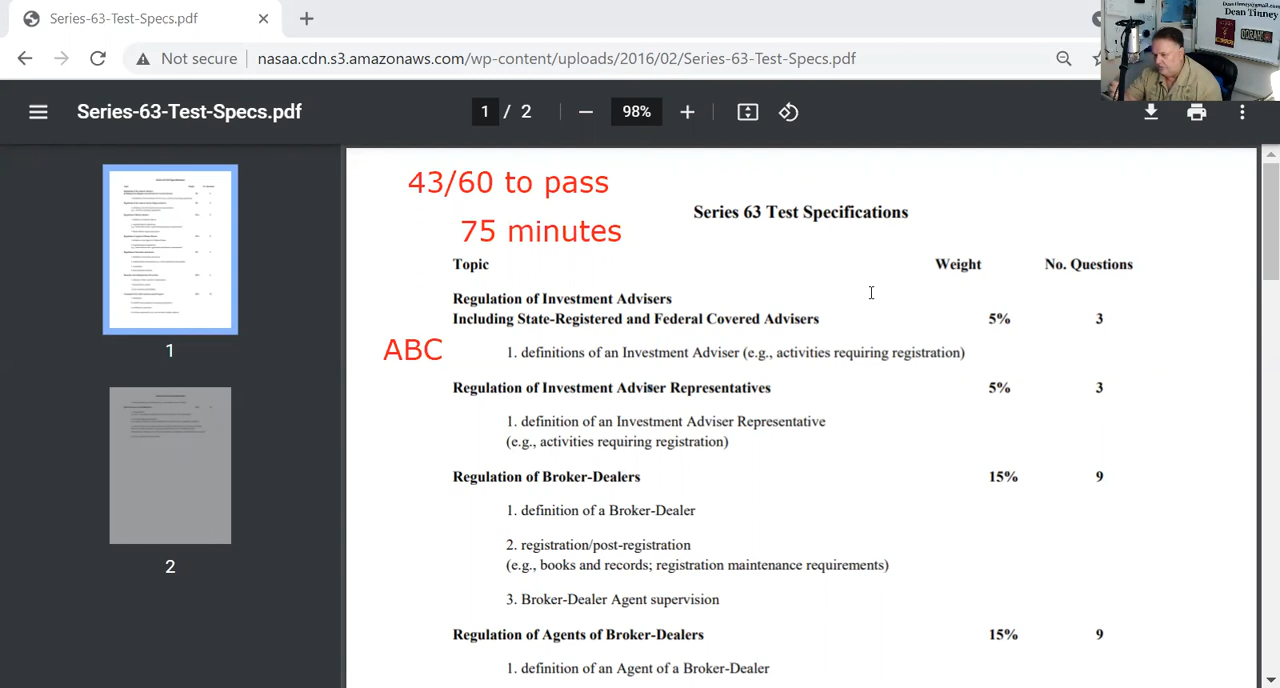 Series-63-Test-Specs.pdf
Not secure
nasaa.cdn.s3.amazonaws.com/wp-content/uploads/2016/02/Series-63-Test-Specs.pdf
DeanTinney@gmail.com
Dean Tinney
Series-63-Test-Specs.pdf
1 / 2
98%
43/60 to pass
Series 63 Test Specifications
75 minutes
Topic Weight No. Questions
Regulation of Investment Advisers
Including State-Registered and Federal Covered Advisers 5% 3
ABC
1. definitions of an Investment Adviser (e.g., activities requiring registration)
Regulation of Investment Adviser Representatives 5% 3
1. definition of an Investment Adviser Representative
(e.g., activities requiring registration)
Regulation of Broker-Dealers 15% 9
1. definition of a Broker-Dealer
2. registration/post-registration
(e.g., books and records; registration maintenance requirements)
3. Broker-Dealer Agent supervision
Regulation of Agents of Broker-Dealers 15% 9
1. definition of an Agent of a Broker-Dealer
1
2